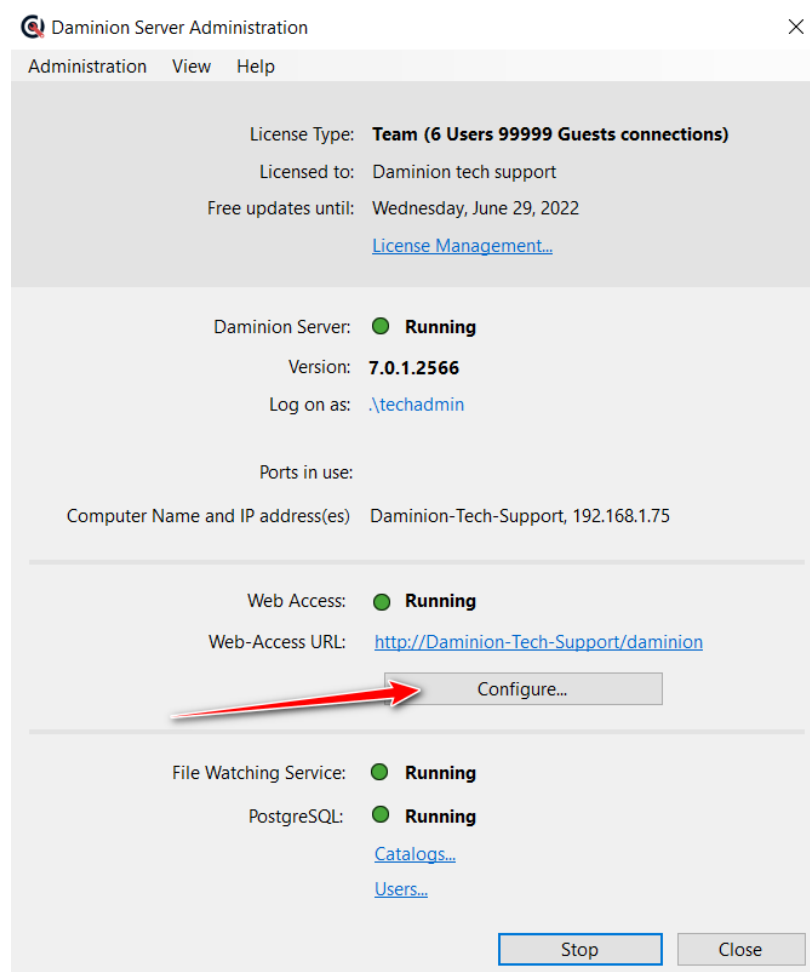 Daminion Server Administration
Administration View Help
License Type: Team (6 Users 99999 Guests connections)
Licensed to: Daminion tech support
Free updates until: Wednesday, June 29, 2022
License Management...
Daminion Server: Running
Version: 7.0.1.2566
Log on as: .\techadmin
Ports in use:
Computer Name and IP address(es) Daminion-Tech-Support, 192.168.1.75
Web Access: Running
Web-Access URL: http://Daminion-Tech-Support/daminion
Configure...
File Watching Service: Running
PostgreSQL: Running
Catalogs...
Users...
Stop Close